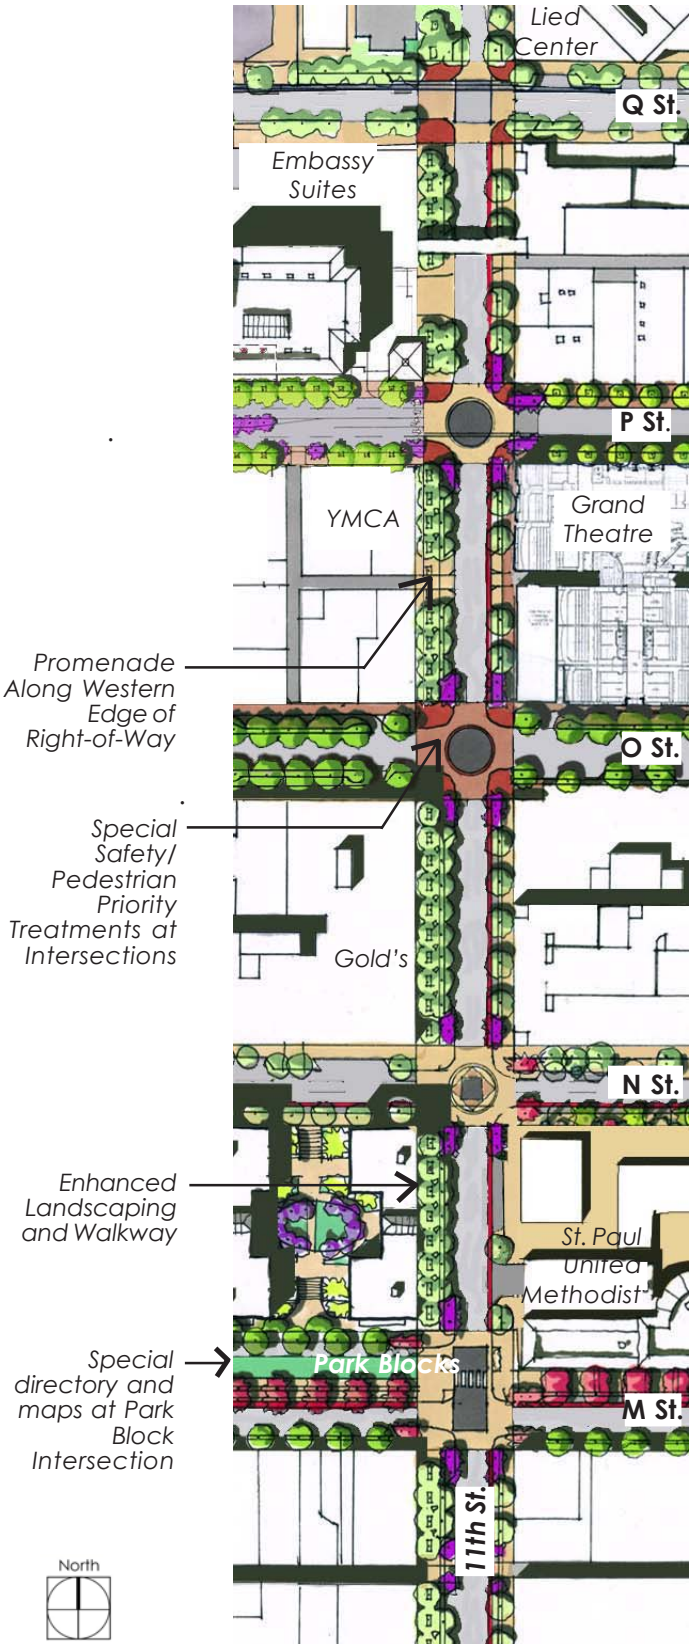 Lied
Center
Q St.
Embassy
Suites
P St.
YMCA
Grand
Theatre
Promenade
Along Western
Edge of
Right-of-Way
O St.
Special
Safety/
Pedestrian
Priority
Treatments at
Intersections
Gold's
N St.
Enhanced
Landscaping
and Walkway
St. Paul
United
Methodist
Special
directory and
maps at Park
Block
Intersection
Park Blocks
M St.
11th St.
North